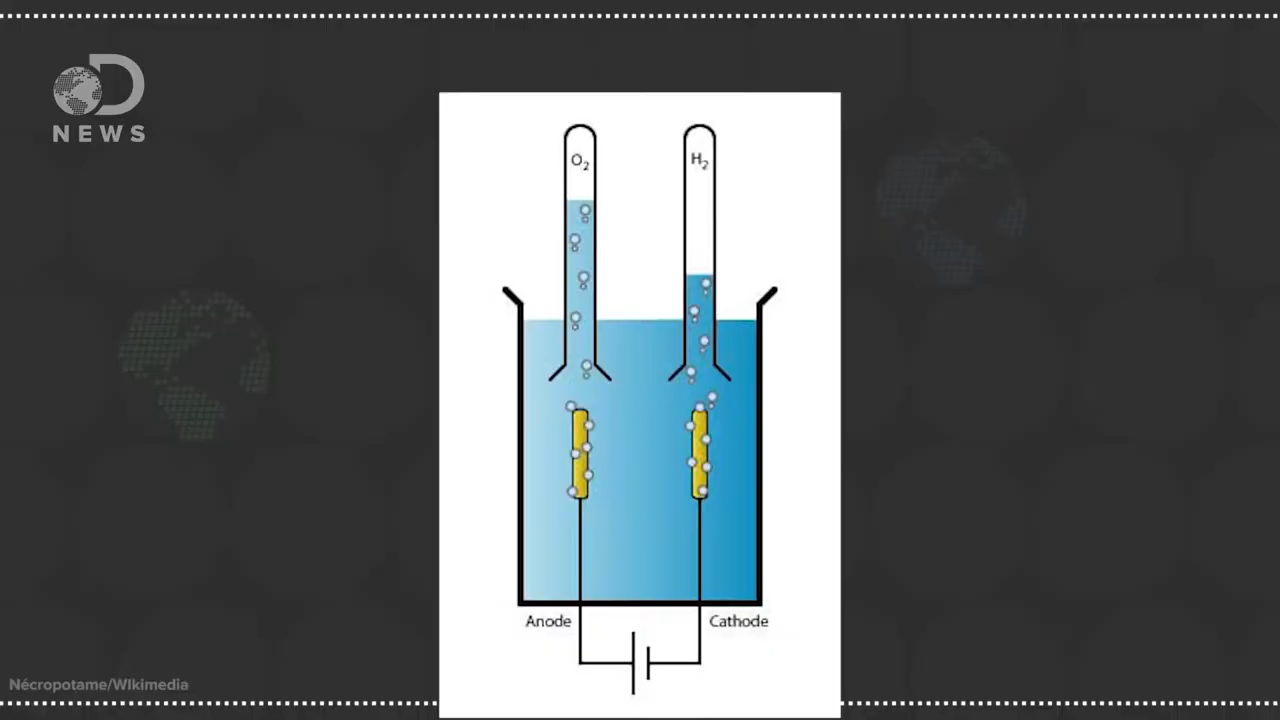 D
NEWS
O₂
H₂
Anode
Cathode
Nécropotame/WIkimedia